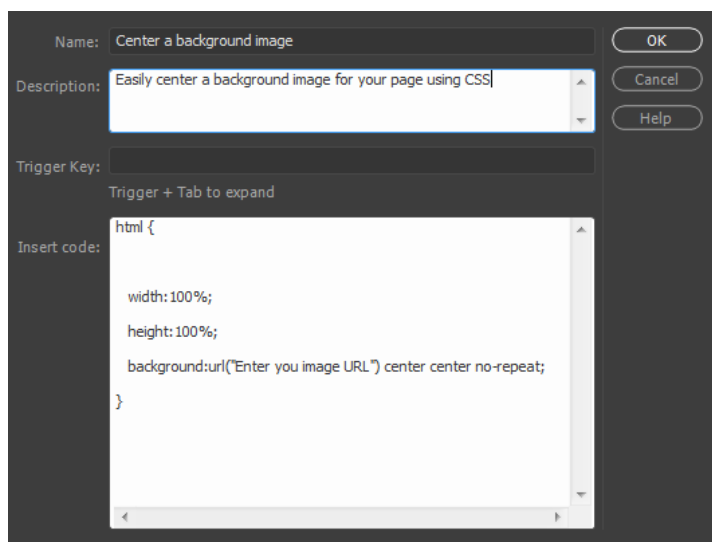 Name: Center a background image
OK
Description: Easily center a background image for your page using CSS
Cancel
Help
Trigger Key:
Trigger + Tab to expand
Insert code:
html {
width:100%;
height:100%;
background:url("Enter you image URL") center center no-repeat;
}